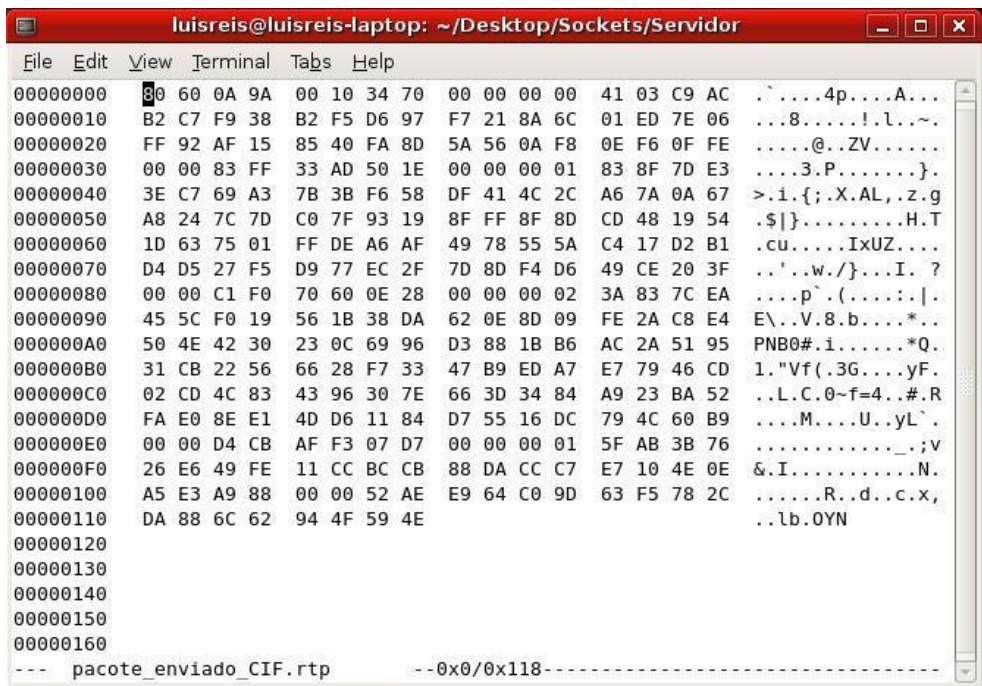 luisreis@luisreis-laptop: ~/Desktop/Sockets/Servidor
File Edit View Terminal Tabs Help
00000000 80 60 0A 9A 00 10 34 70 00 00 00 00 41 03 C9 AC .`....4p....A...
00000010 B2 C7 F9 38 B2 F5 D6 97 F7 21 8A 6C 01 ED 7E 06 ...8.....!.l..~.
00000020 FF 92 AF 15 85 40 FA 8D 5A 56 0A F8 0E F6 0F FE .....@..ZV......
00000030 00 00 83 FF 33 AD 50 1E 00 00 00 01 83 8F 7D E3 ....3.P.......}.
00000040 3E C7 69 A3 7B 3B F6 58 DF 41 4C 2C A6 7A 0A 67 >.i.{;.X.AL,.z.g
00000050 A8 24 7C 7D C0 7F 93 19 8F FF 8F 8D CD 48 19 54 .$|}.........H.T
00000060 1D 63 75 01 FF DE A6 AF 49 78 55 5A C4 17 D2 B1 .cu.....IxUZ....
00000070 D4 D5 27 F5 D9 77 EC 2F 7D 8D F4 D6 49 CE 20 3F ..'..w./}...I. ?
00000080 00 00 C1 F0 70 60 0E 28 00 00 00 02 3A 83 7C EA ....p`.(....:.|.
00000090 45 5C F0 19 56 1B 38 DA 62 0E 8D 09 FE 2A C8 E4 E\..V.8.b....*..
000000A0 50 4E 42 30 23 0C 69 96 D3 88 1B B6 AC 2A 51 95 PNB0#.i......*Q.
000000B0 31 CB 22 56 66 28 F7 33 47 B9 ED A7 E7 79 46 CD 1."Vf(.3G....yF.
000000C0 02 CD 4C 83 43 96 30 7E 66 3D 34 84 A9 23 BA 52 ..L.C.0~f=4..#.R
000000D0 FA E0 8E E1 4D D6 11 84 D7 55 16 DC 79 4C 60 B9 ....M....U..yL`.
000000E0 00 00 D4 CB AF F3 07 D7 00 00 00 01 5F AB 3B 76 ............_.;v
000000F0 26 E6 49 FE 11 CC BC CB 88 DA CC C7 E7 10 4E 0E &.I...........N.
00000100 A5 E3 A9 88 00 00 52 AE E9 64 C0 9D 63 F5 78 2C ......R..d..c.x,
00000110 DA 88 6C 62 94 4F 59 4E ..lb.OYN
00000120
00000130
00000140
00000150
00000160
--- pacote_enviado_CIF.rtp --0x0/0x118----------------------------------